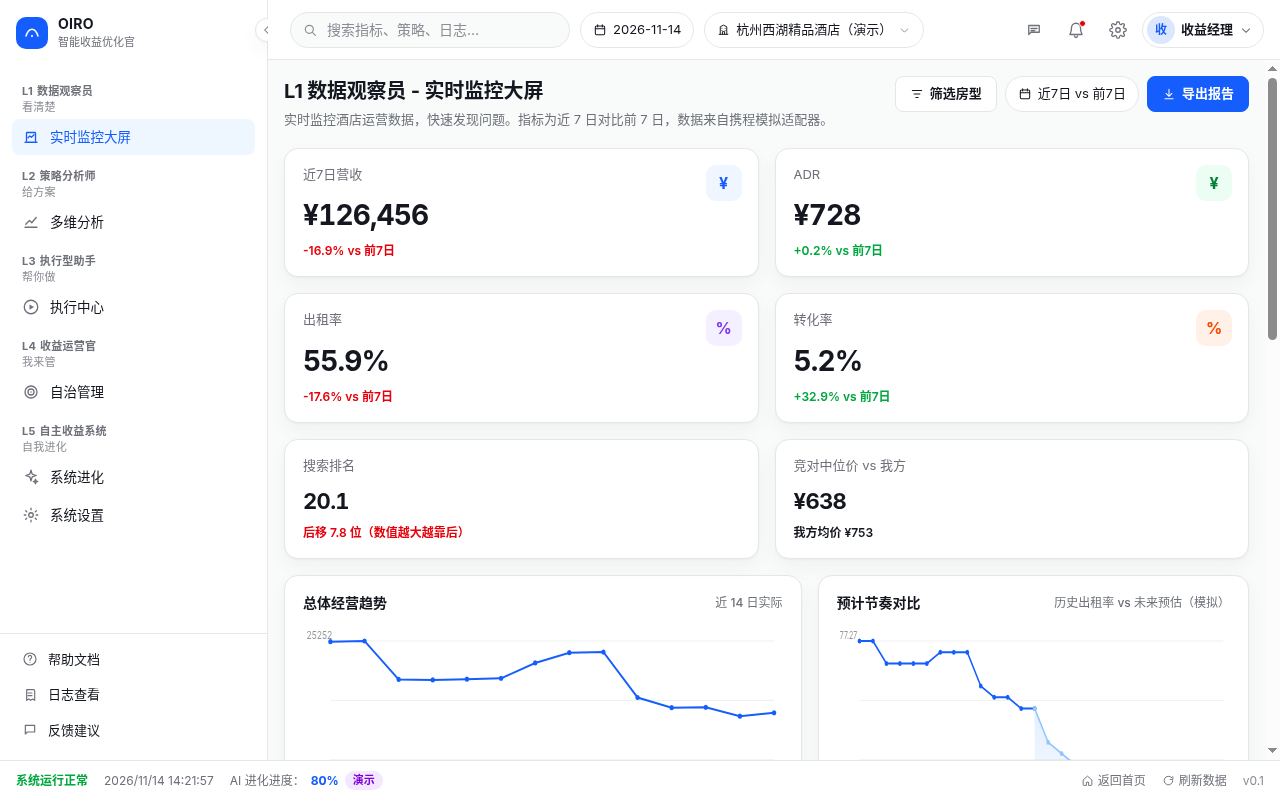 OIRO
智能收益优化官
搜索指标、策略、日志...
2026-11-14
杭州西湖精品酒店（演示）
收
收益经理
L1 数据观察员
看清楚
实时监控大屏
L2 策略分析师
给方案
多维分析
L3 执行型助手
帮你做
执行中心
L4 收益运营官
我来管
自治管理
L5 自主收益系统
自我进化
系统进化
系统设置
帮助文档
日志查看
反馈建议
L1 数据观察员 - 实时监控大屏
实时监控酒店运营数据，快速发现问题。指标为近 7 日对比前 7 日，数据来自携程模拟适配器。
筛选房型
近7日 vs 前7日
导出报告
近7日营收
¥
¥126,456
-16.9% vs 前7日
ADR
¥
¥728
+0.2% vs 前7日
出租率
%
55.9%
-17.6% vs 前7日
转化率
%
5.2%
+32.9% vs 前7日
搜索排名
20.1
后移 7.8 位（数值越大越靠后）
竞对中位价 vs 我方
¥638
我方均价 ¥753
总体经营趋势
近 14 日实际
25252
预计节奏对比
历史出租率 vs 未来预估（模拟）
77.27
系统运行正常
2026/11/14 14:21:57
AI 进化进度：
80%
演示
返回首页
刷新数据
v0.1